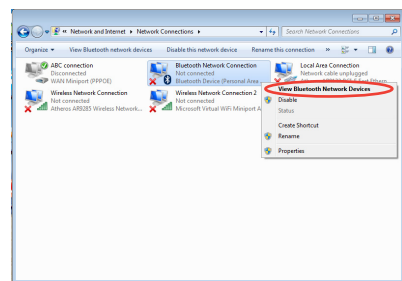 « Network and Internet ▸ Network Connections ▸
Search Network Connections
Organize ▾ View Bluetooth network devices Disable this network device Rename this connection »
ABC connection
Disconnected
WAN Miniport (PPPOE)
Bluetooth Network Connection
Not connected
Bluetooth Device (Personal Area
Local Area Connection
Network cable unplugged
Wireless Network Connection
Not connected
Atheros AR9285 Wireless Network...
Wireless Network Connection 2
Not connected
Microsoft Virtual WiFi Miniport A
View Bluetooth Network Devices
Disable
Status
Create Shortcut
Rename
Properties